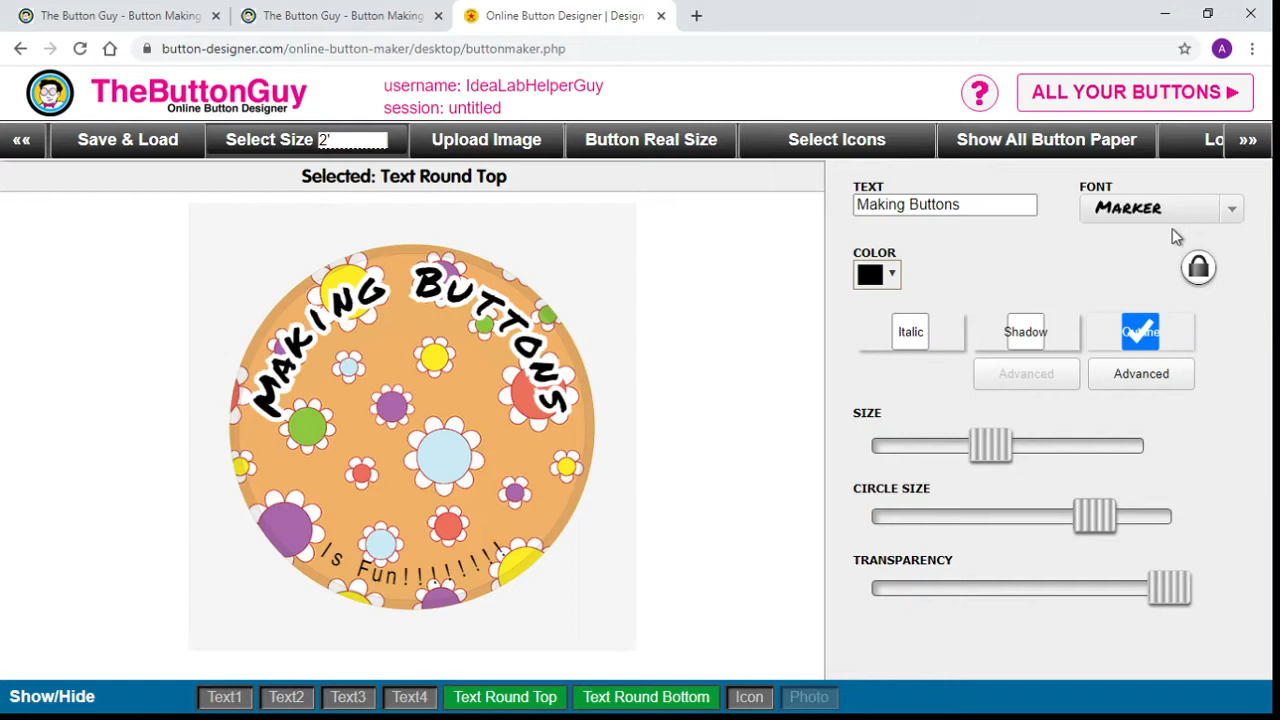 The Button Guy - Button Making
The Button Guy - Button Making
Online Button Designer | Design
button-designer.com/online-button-maker/desktop/buttonmaker.php
A
TheButtonGuy
Online Button Designer
username: IdeaLabHelperGuy
session: untitled
?
ALL YOUR BUTTONS ▶
««
Save & Load
Select Size 2'
Upload Image
Button Real Size
Select Icons
Show All Button Paper
Lo
»»
Selected: Text Round Top
TEXT
FONT
Making Buttons
MARKER
COLOR
Italic
Shadow
Outline
Advanced
Advanced
SIZE
CIRCLE SIZE
TRANSPARENCY
MAKING BUTTONS
Is Fun!!!!!!!!
Show/Hide
Text1
Text2
Text3
Text4
Text Round Top
Text Round Bottom
Icon
Photo